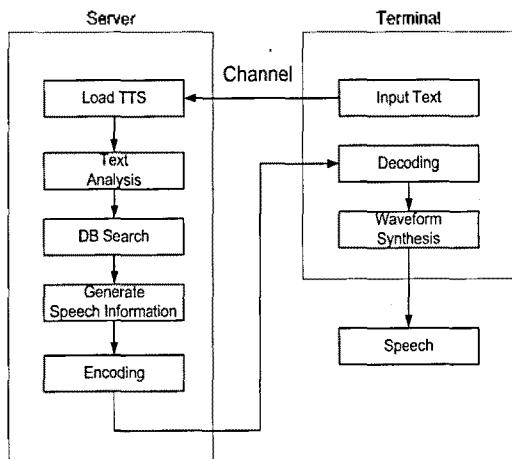 Server
Terminal
Channel
Load TTS
Input Text
Text
Analysis
Decoding
DB Search
Waveform
Synthesis
Generate
Speech Information
Speech
Encoding